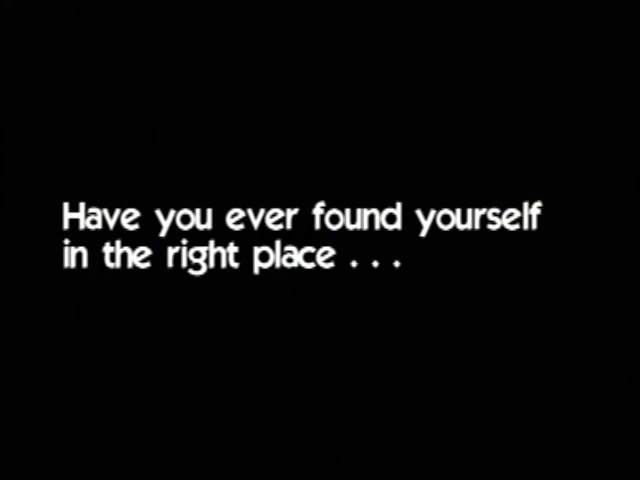 Have you ever found yourself
in the right place . . .